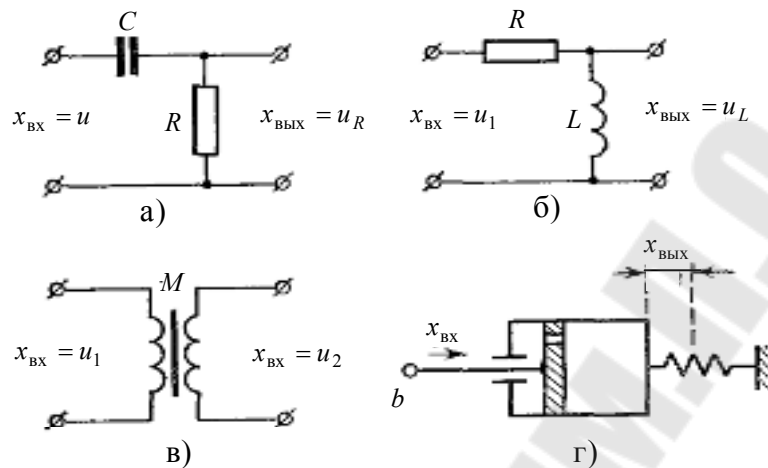 C
x_вх = u
R
x_вых = u_R
а)
R
x_вх = u_1
L
x_вых = u_L
б)
M
x_вх = u_1
x_вх = u_2
в)
x_вых
x_вх
b
г)